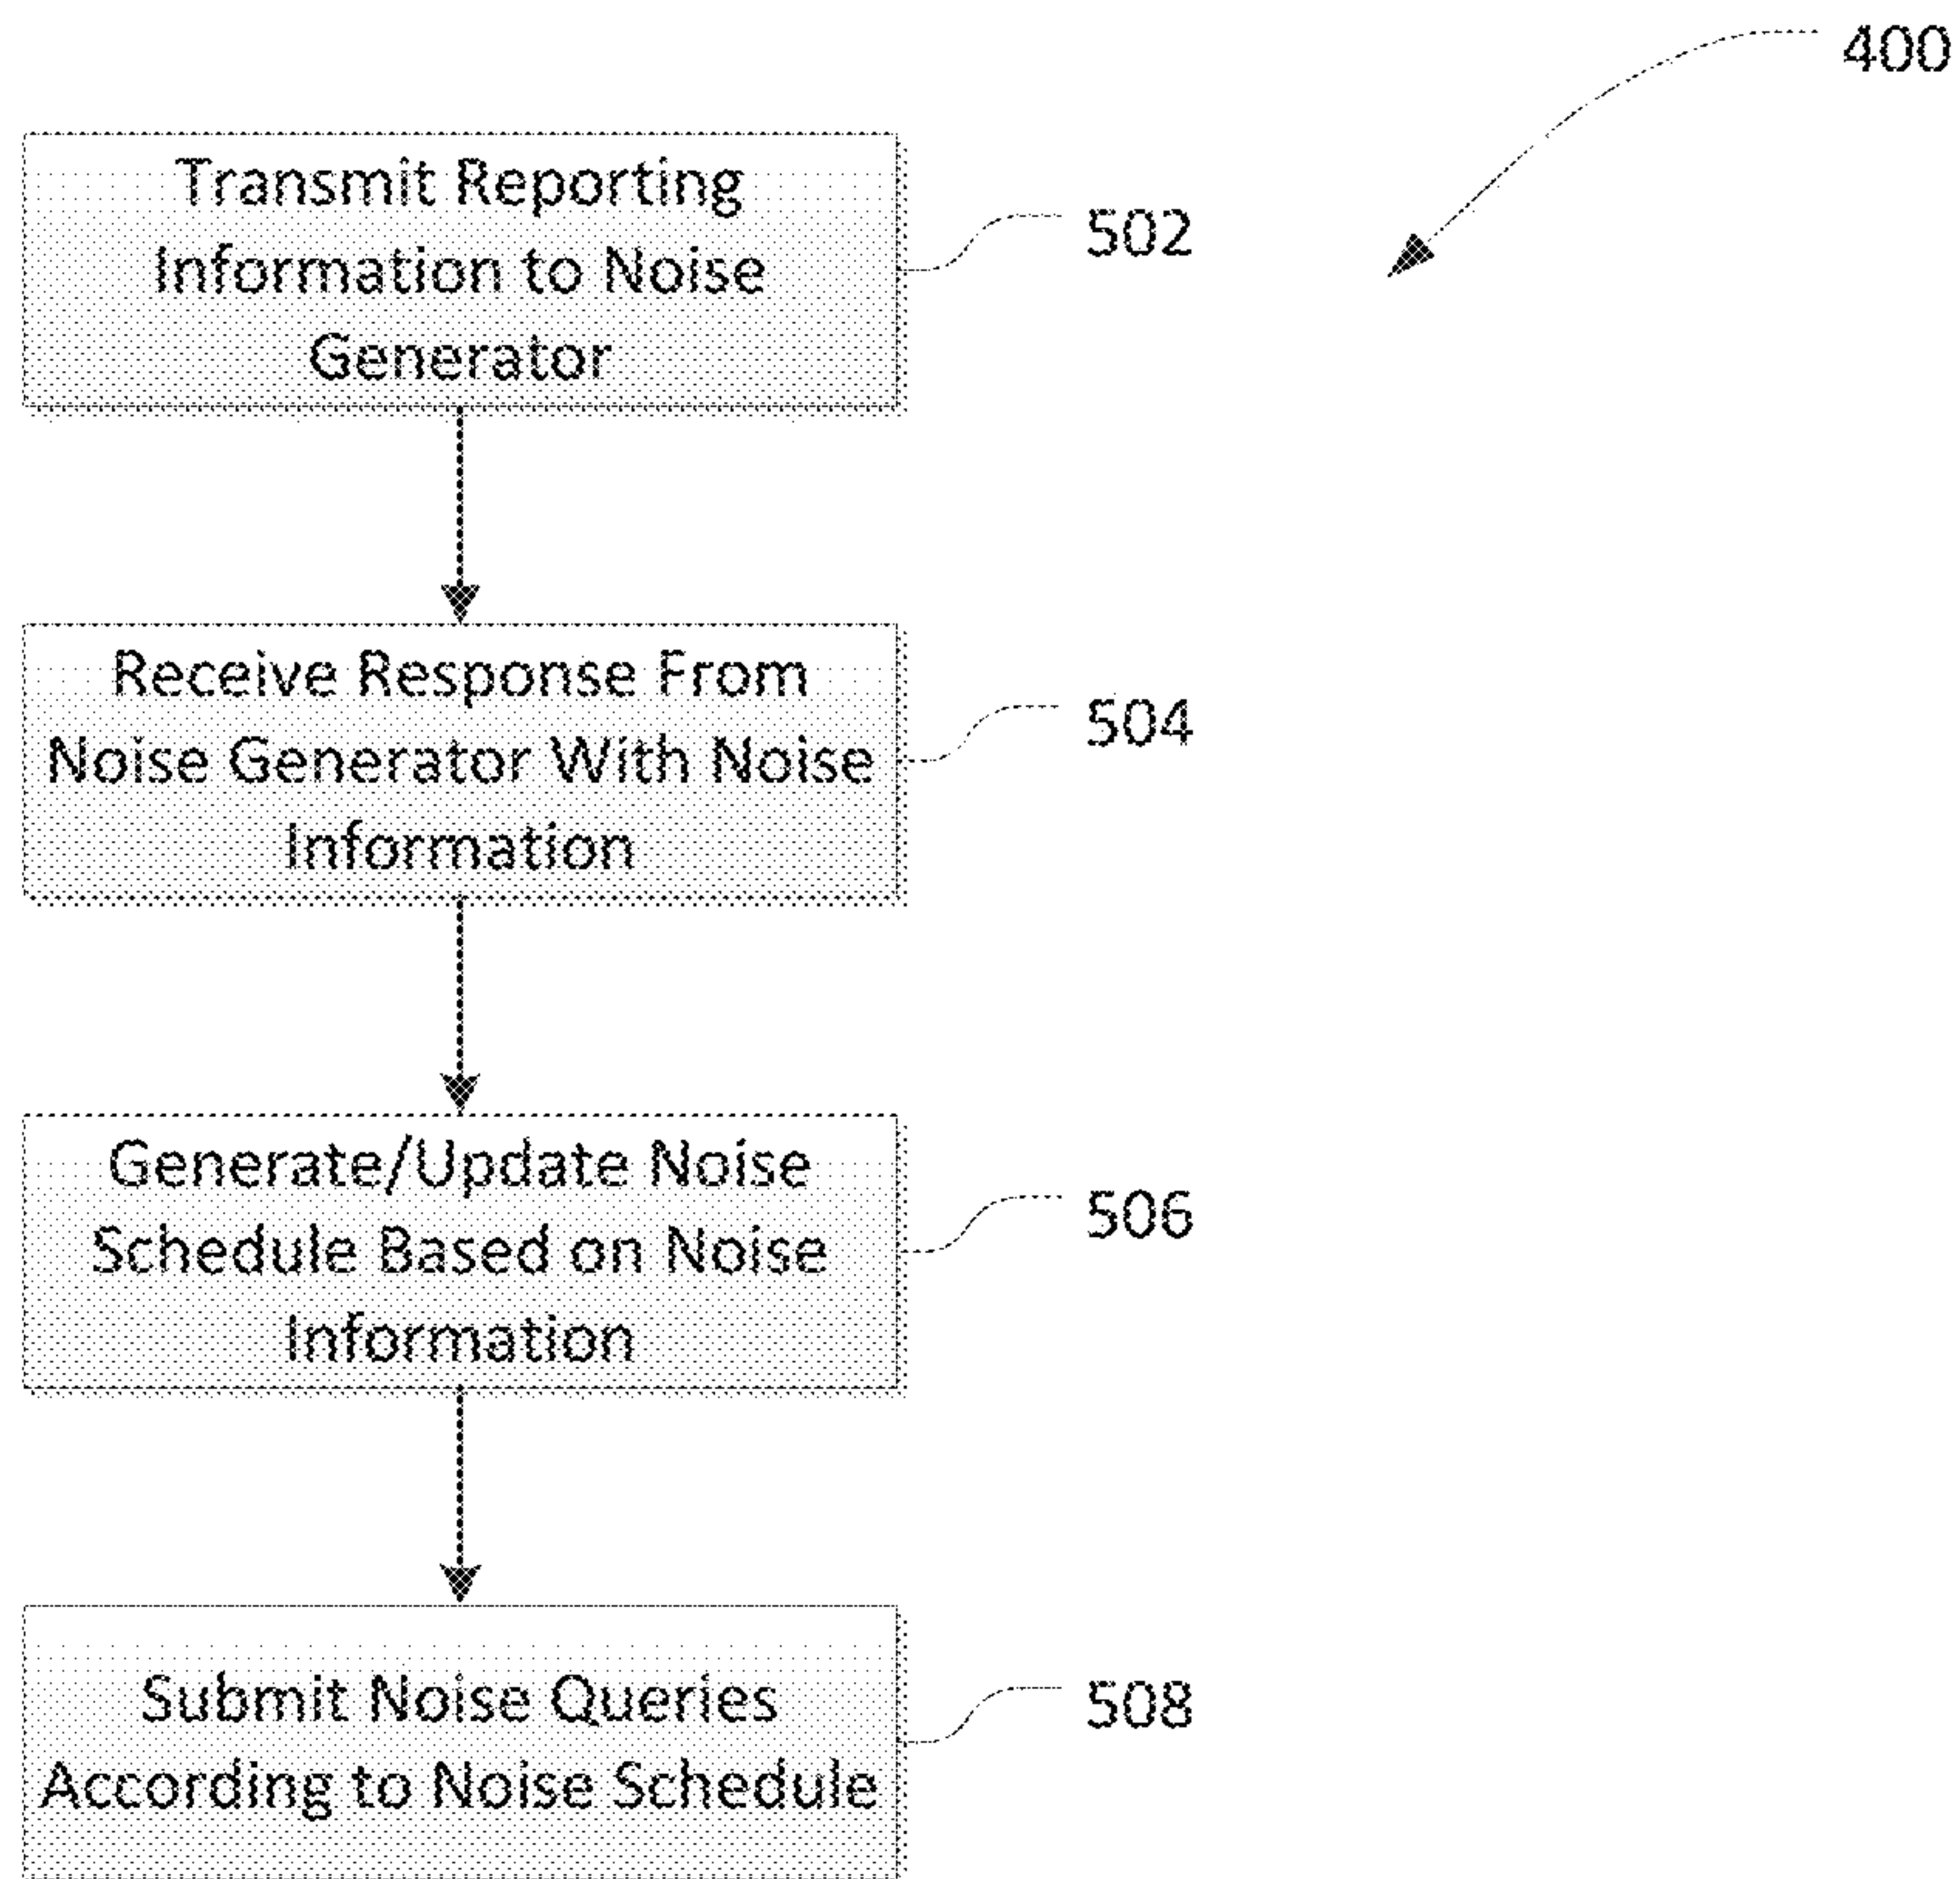 400
Transmit Reporting
Information to Noise
Generator
502
Receive Response From
Noise Generator With Noise
Information
504
Generate/Update Noise
Schedule Based on Noise
Information
506
Submit Noise Queries
According to Noise Schedule
508